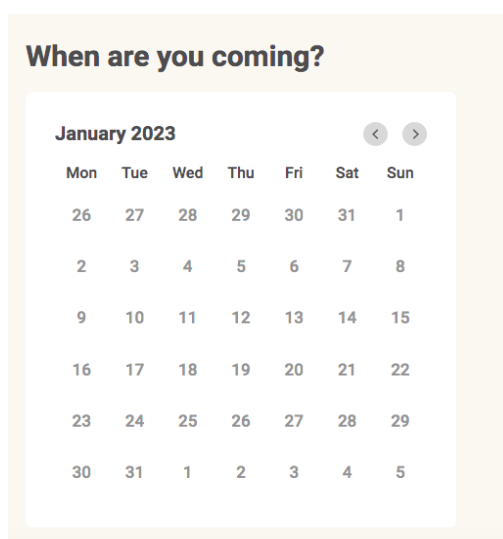 When are you coming?
January 2023
Mon Tue Wed Thu Fri Sat Sun
26 27 28 29 30 31 1
2 3 4 5 6 7 8
9 10 11 12 13 14 15
16 17 18 19 20 21 22
23 24 25 26 27 28 29
30 31 1 2 3 4 5